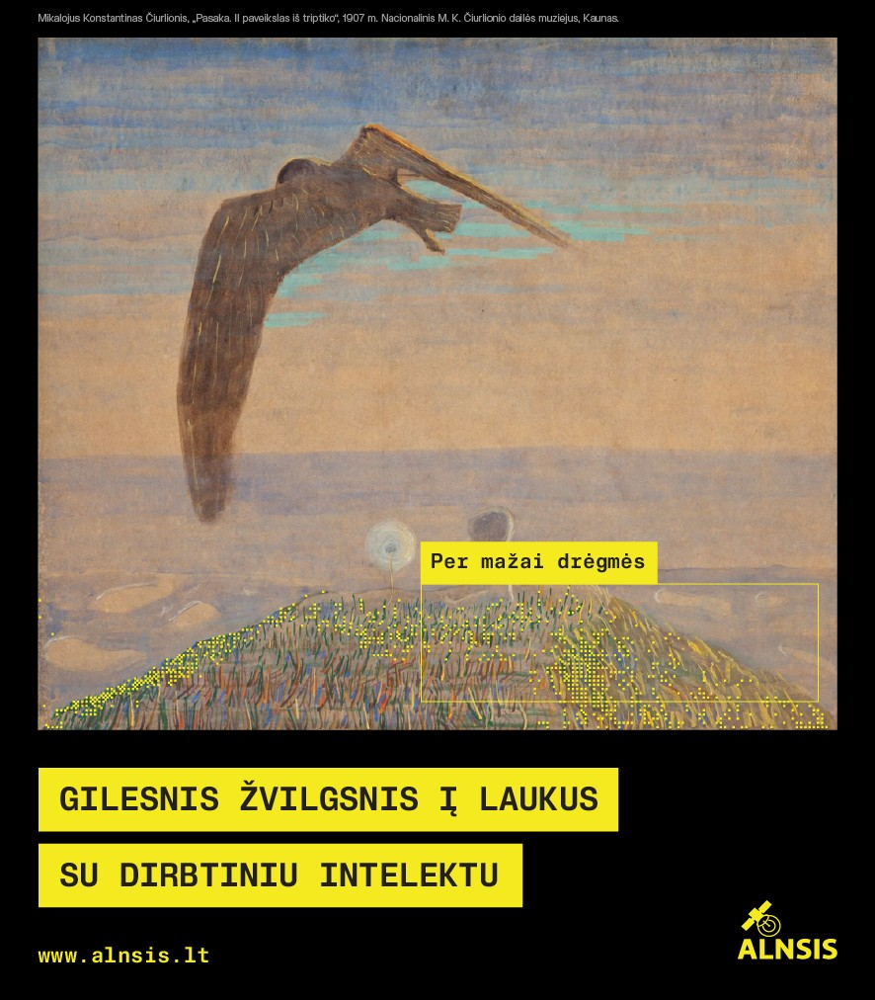 Mikalojus Konstantinas Čiurlionis, „Pasaka. II paveikslas iš triptiko“, 1907 m. Nacionalinis M. K. Čiurlionio dailės muziejus, Kaunas.
Per mažai drėgmės
GILESNIS ŽVILGSNIS Į LAUKUS
SU DIRBTINIU INTELEKTU
www.alnsis.lt
ALNSIS